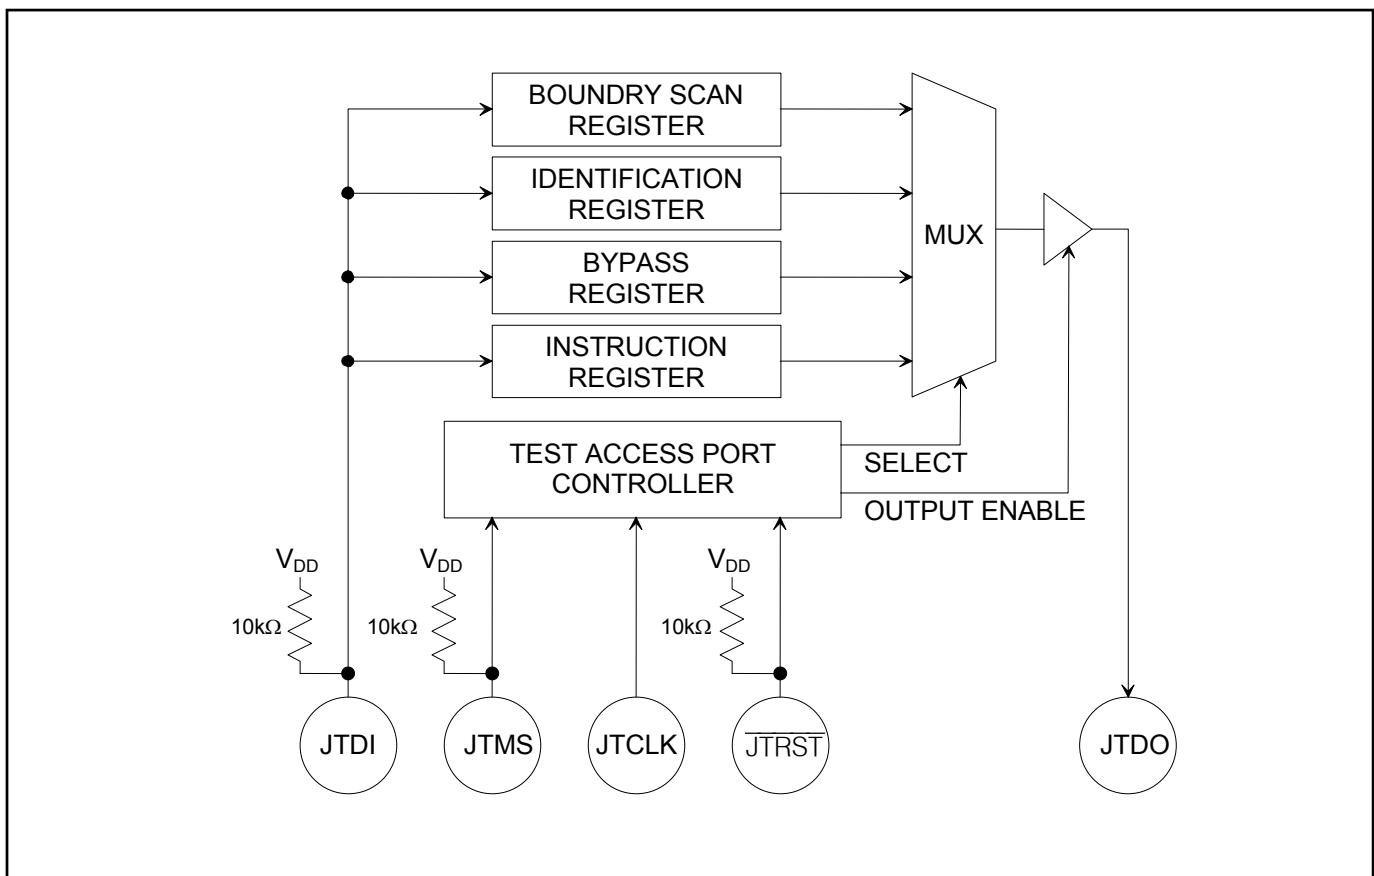 BOUNDRY SCAN
REGISTER
IDENTIFICATION
REGISTER
BYPASS
REGISTER
INSTRUCTION
REGISTER
MUX
TEST ACCESS PORT
CONTROLLER
SELECT
OUTPUT ENABLE
VDD
VDD
VDD
10kΩ
10kΩ
10kΩ
JTDI
JTMS
JTCLK
J̅T̅R̅S̅T̅
JTDO